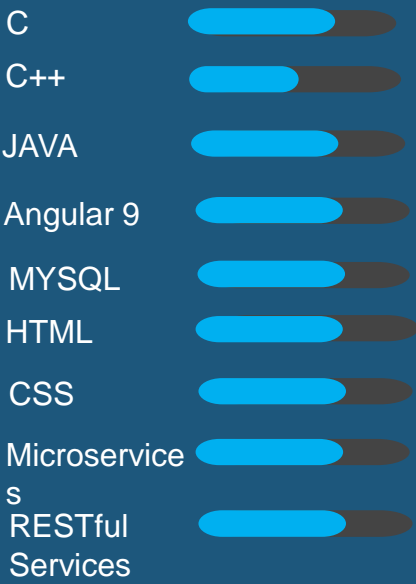 C
C++
JAVA
Angular 9
MYSQL
HTML
CSS
Microservice
s
RESTful
Services